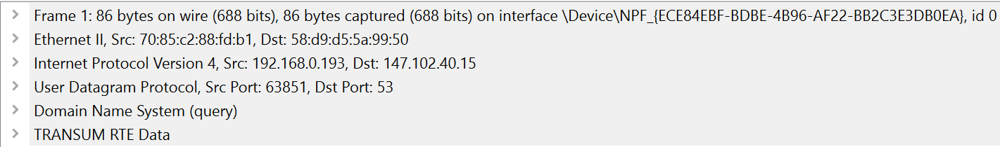 Frame 1: 86 bytes on wire (688 bits), 86 bytes captured (688 bits) on interface \Device\NPF_{ECE84EBF-BDBE-4B96-AF22-BB2C3E3DB0EA}, id 0
Ethernet II, Src: 70:85:c2:88:fd:b1, Dst: 58:d9:d5:5a:99:50
Internet Protocol Version 4, Src: 192.168.0.193, Dst: 147.102.40.15
User Datagram Protocol, Src Port: 63851, Dst Port: 53
Domain Name System (query)
TRANSUM RTE Data